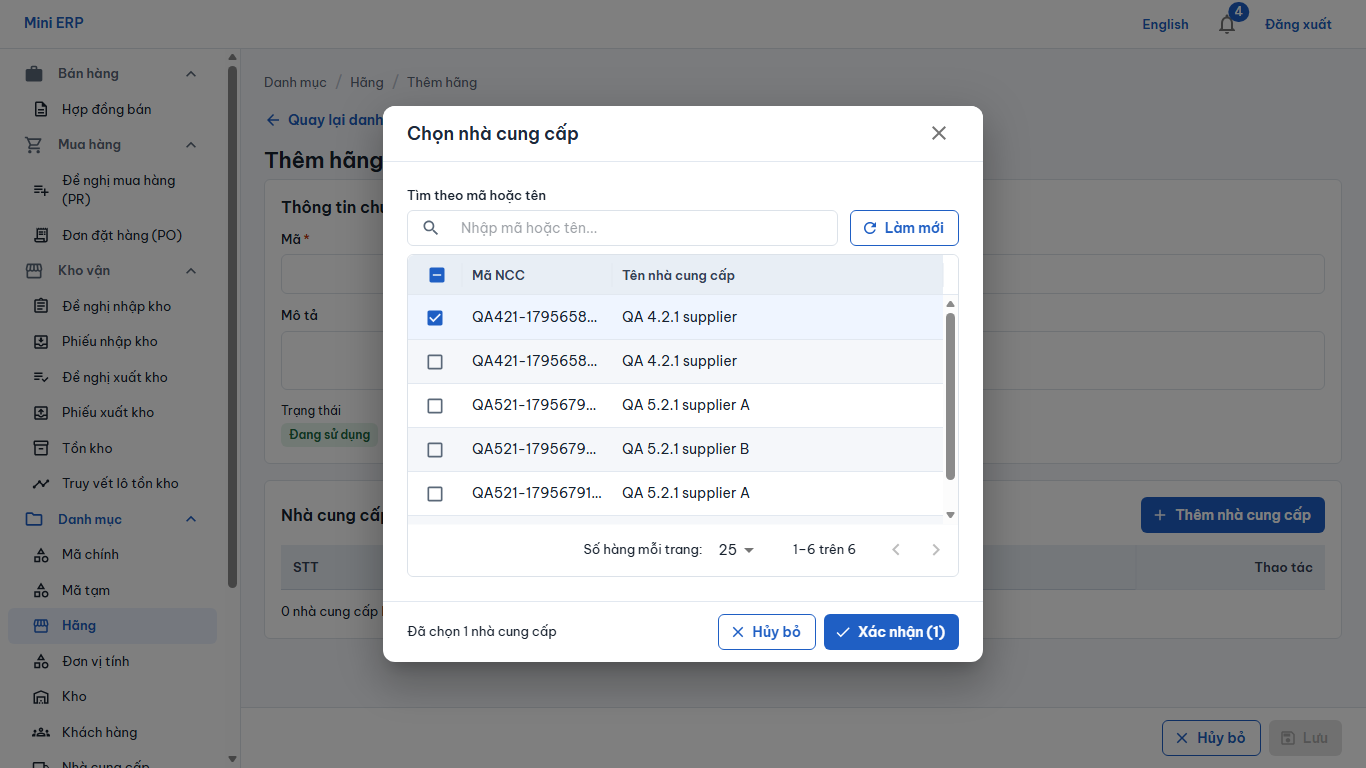 Mini ERP
English
4
Đăng xuất
Bán hàng
Hợp đồng bán
Mua hàng
Đề nghị mua hàng
(PR)
Đơn đặt hàng (PO)
Kho vận
Đề nghị nhập kho
Phiếu nhập kho
Đề nghị xuất kho
Phiếu xuất kho
Tồn kho
Truy vết lô tồn kho
Danh mục
Mã chính
Mã tạm
Hãng
Đơn vị tính
Kho
Khách hàng
Nhà cung cấp
Danh mục / Hãng / Thêm hãng
Quay lại danh
Thêm hãng
Thông tin chu
Mã *
Mô tả
Trạng thái
Đang sử dụng
Nhà cung cấp
Thêm nhà cung cấp
STT
Thao tác
0 nhà cung cấp
Chọn nhà cung cấp
Tìm theo mã hoặc tên
Nhập mã hoặc tên...
Làm mới
Mã NCC Tên nhà cung cấp
QA421-1795658... QA 4.2.1 supplier
QA421-1795658... QA 4.2.1 supplier
QA521-1795679... QA 5.2.1 supplier A
QA521-1795679... QA 5.2.1 supplier B
QA521-17956791... QA 5.2.1 supplier A
Số hàng mỗi trang: 25 1–6 trên 6
Đã chọn 1 nhà cung cấp
Hủy bỏ
Xác nhận (1)
Hủy bỏ
Lưu